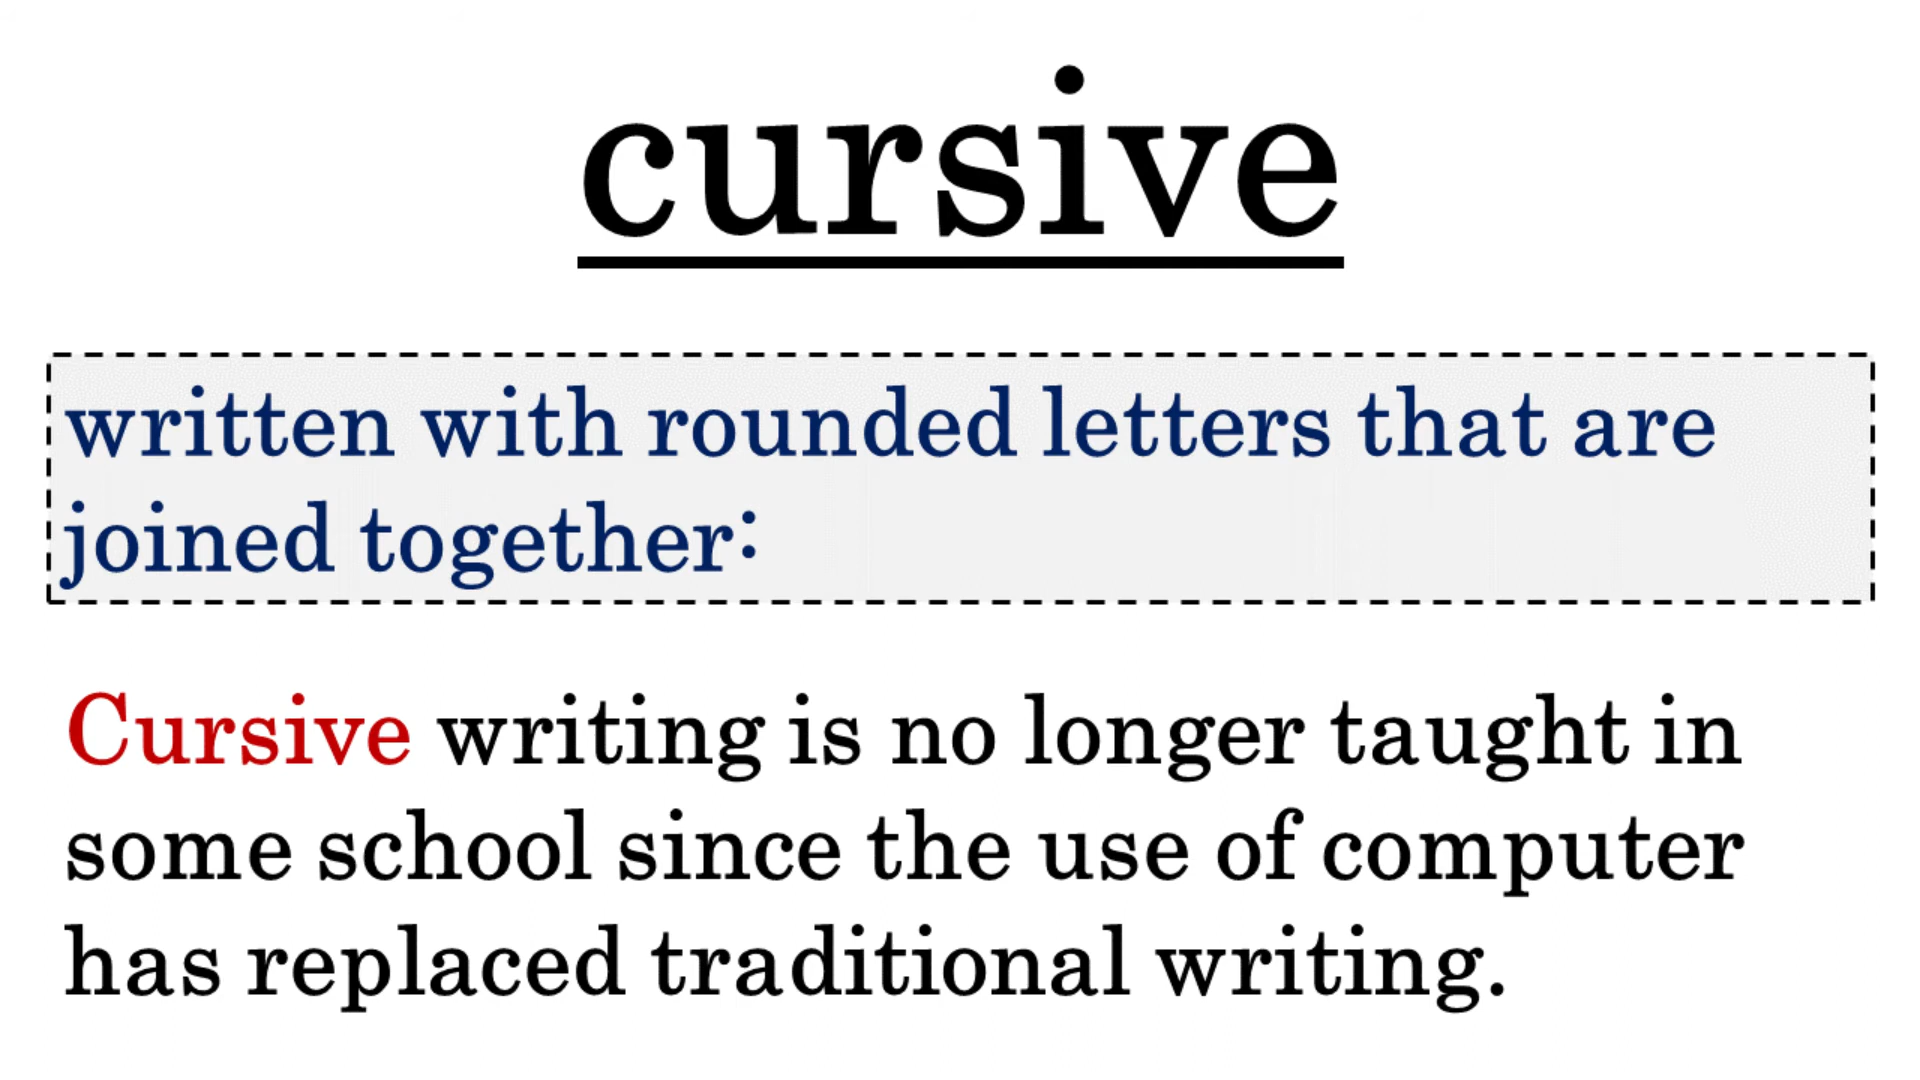 cursive
written with rounded letters that are
joined together:
Cursive writing is no longer taught in
some school since the use of computer
has replaced traditional writing.